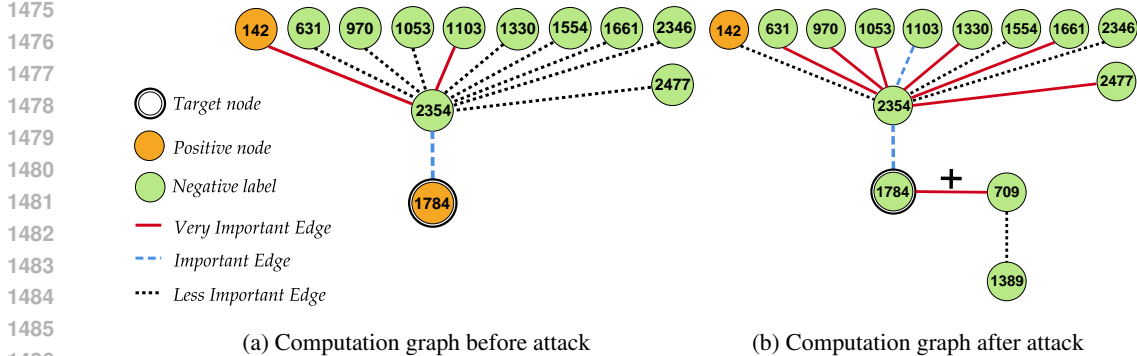 1475
1476
1477
1478
1479
1480
1481
1482
1483
1484
1485
142 631 970 1053 1103 1330 1554 1661 2346
2477
2354
1784
Target node
Positive node
Negative label
Very Important Edge
Important Edge
Less Important Edge
(a) Computation graph before attack
142 631 970 1053 1103 1330 1554 1661 2346
2477
2354
1784 + 709
1389
(b) Computation graph after attack